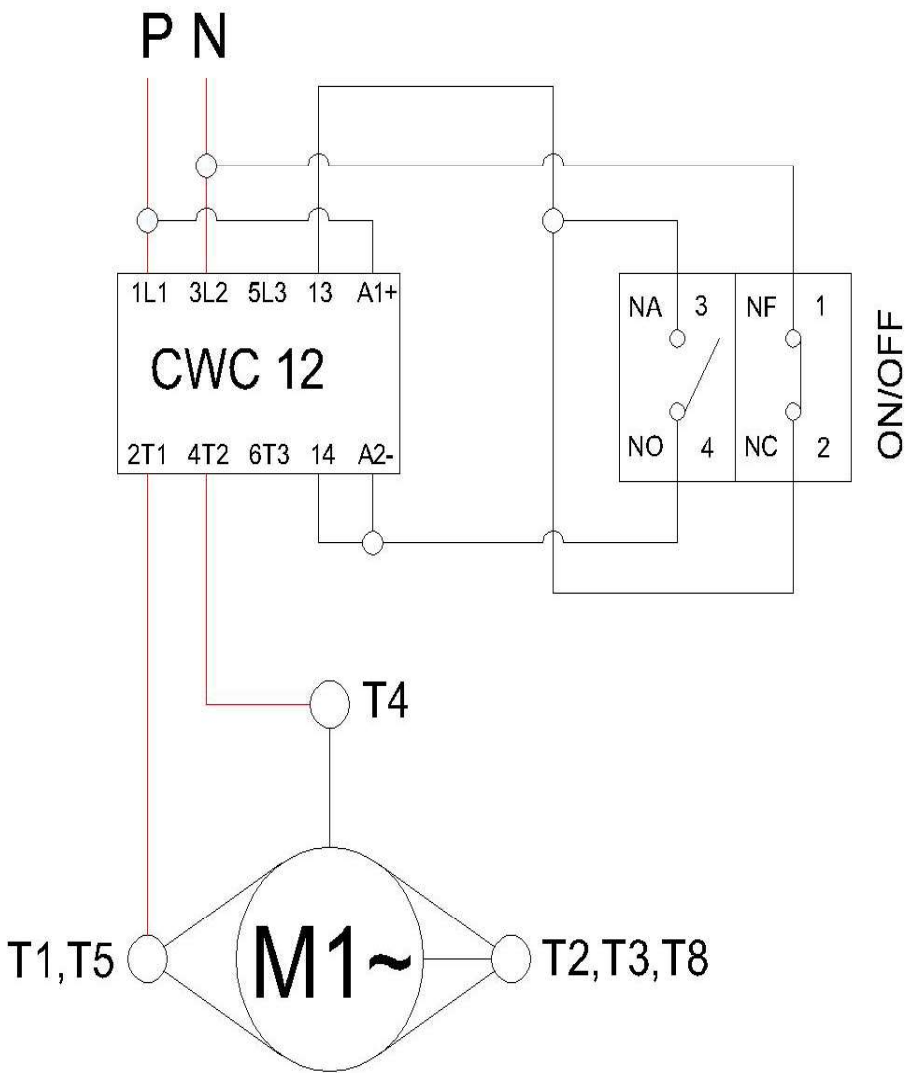 P N
1L1 3L2 5L3 13 A1+
CWC 12
2T1 4T2 6T3 14 A2-
NA 3 NF 1
NO 4 NC 2
ON/OFF
T4
T1,T5 M1~ T2,T3,T8